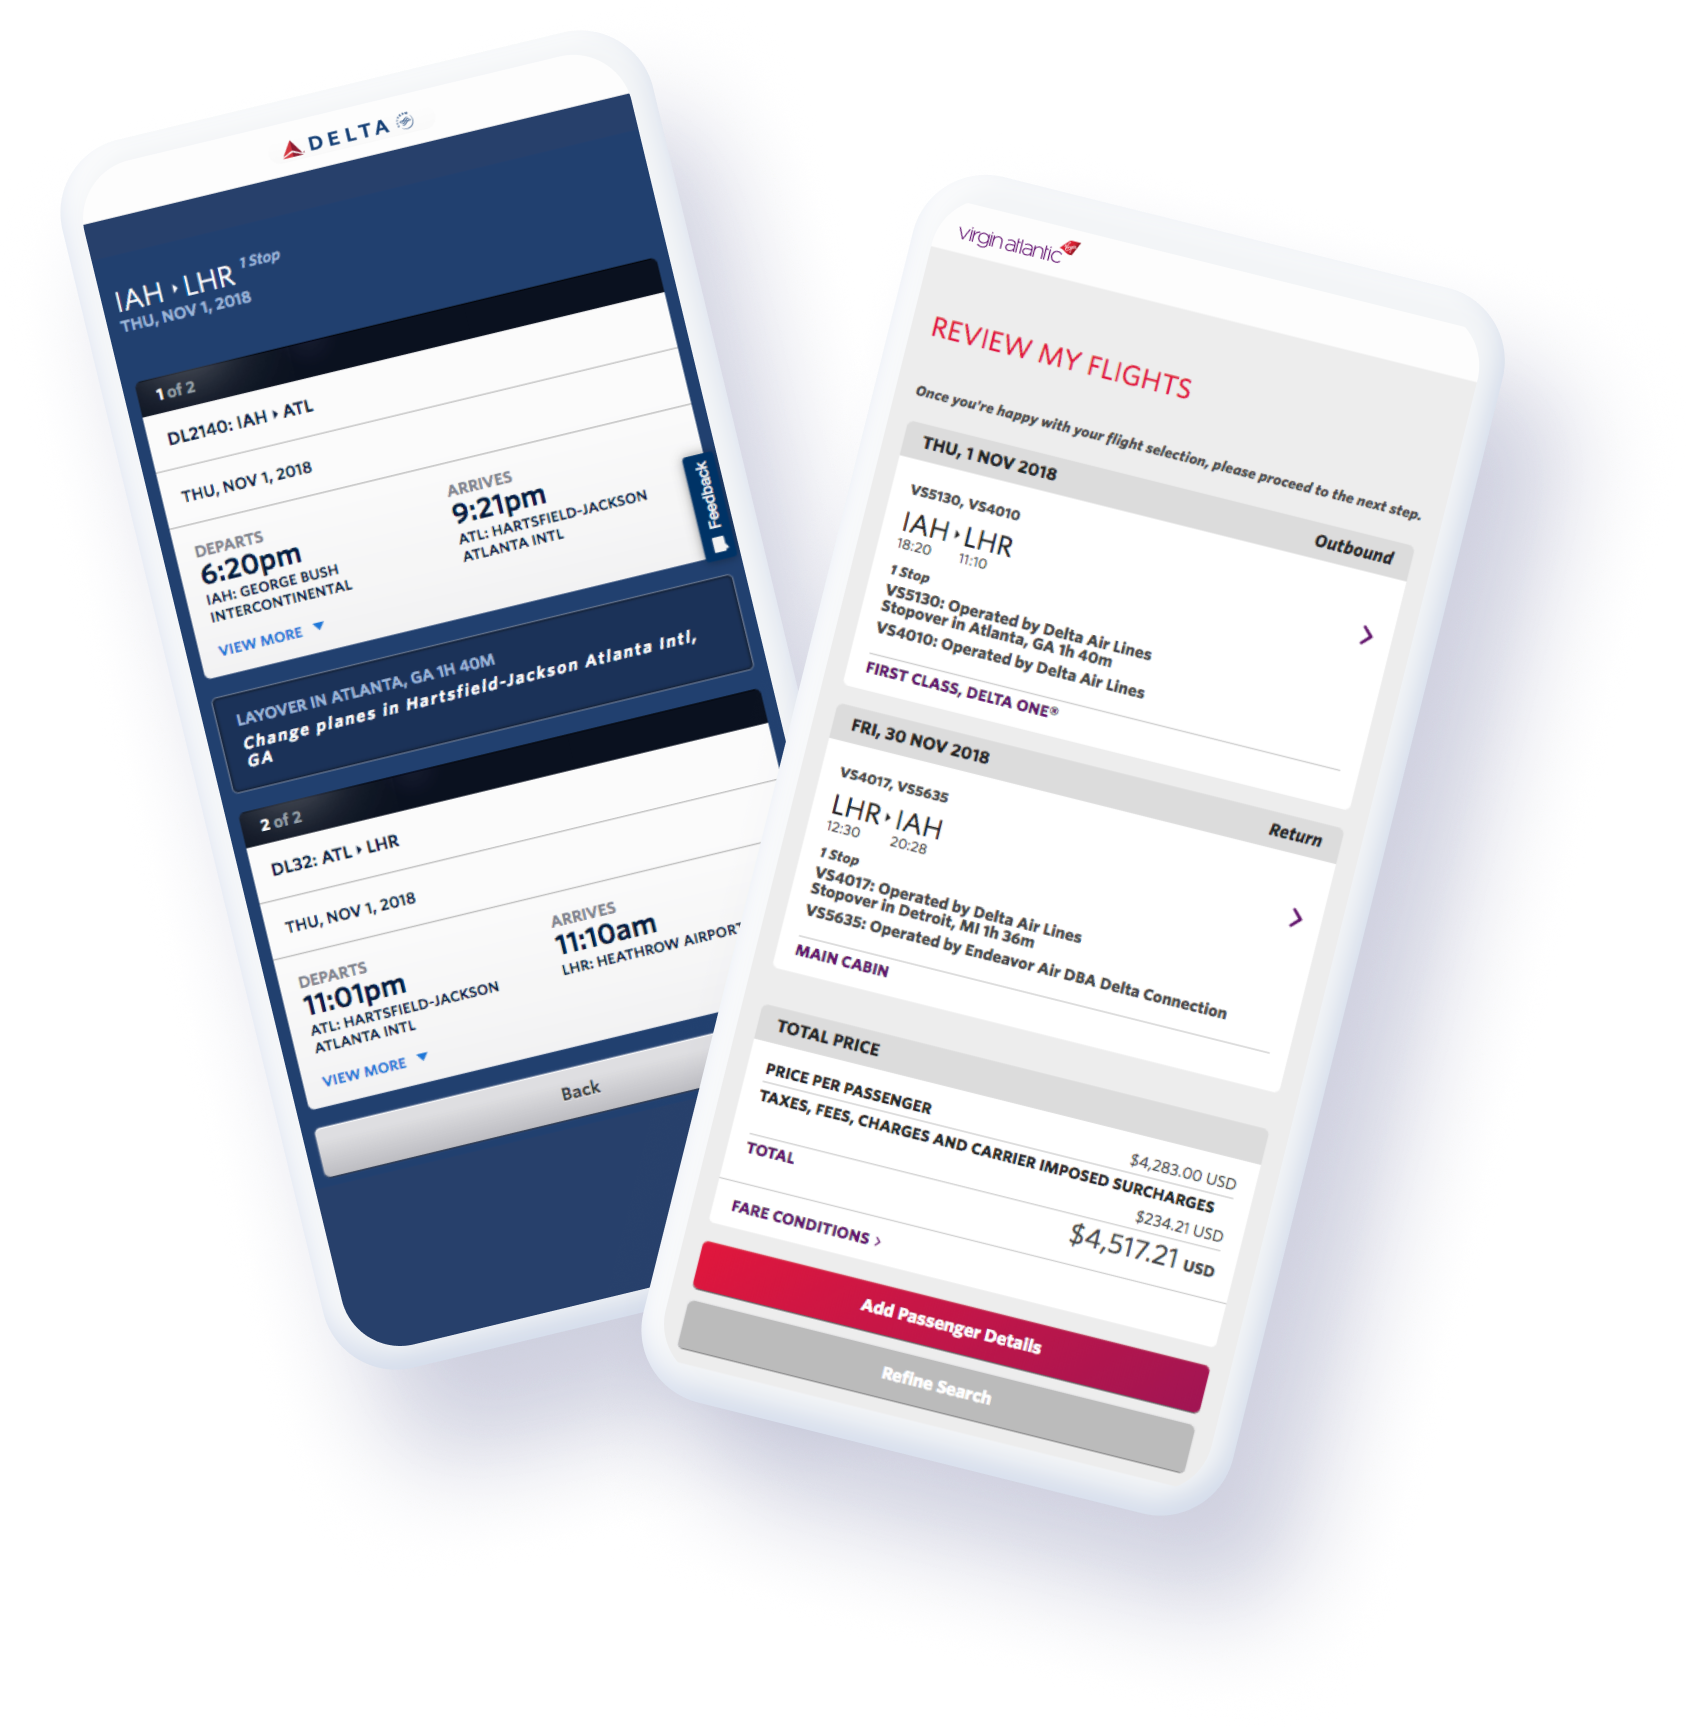 DELTA
IAH ▸ LHR 1 Stop
THU, NOV 1, 2018
1 of 2
DL2140: IAH ▸ ATL
THU, NOV 1, 2018
DEPARTS
6:20pm
IAH: GEORGE BUSH
INTERCONTINENTAL
ARRIVES
9:21pm
ATL: HARTSFIELD-JACKSON
ATLANTA INTL
VIEW MORE
Feedback
LAYOVER IN ATLANTA, GA 1H 40M
Change planes in Hartsfield-Jackson Atlanta Intl,
GA
2 of 2
DL32: ATL ▸ LHR
THU, NOV 1, 2018
DEPARTS
11:01pm
ATL: HARTSFIELD-JACKSON
ATLANTA INTL
ARRIVES
11:10am
LHR: HEATHROW AIRPORT
VIEW MORE
Back
virgin atlantic
REVIEW MY FLIGHTS
Once you're happy with your flight selection, please proceed to the next step.
THU, 1 NOV 2018
Outbound
VS5130, VS4010
IAH ▸ LHR
18:20 11:10
1 Stop
VS5130: Operated by Delta Air Lines
Stopover in Atlanta, GA 1h 40m
VS4010: Operated by Delta Air Lines
FIRST CLASS, DELTA ONE®
FRI, 30 NOV 2018
Return
VS4017, VS5635
LHR ▸ IAH
12:30 20:28
1 Stop
VS4017: Operated by Delta Air Lines
Stopover in Detroit, MI 1h 36m
VS5635: Operated by Endeavor Air DBA Delta Connection
MAIN CABIN
TOTAL PRICE
PRICE PER PASSENGER
$4,283.00 USD
TAXES, FEES, CHARGES AND CARRIER IMPOSED SURCHARGES
$234.21 USD
TOTAL
$4,517.21 USD
FARE CONDITIONS >
Add Passenger Details
Refine Search